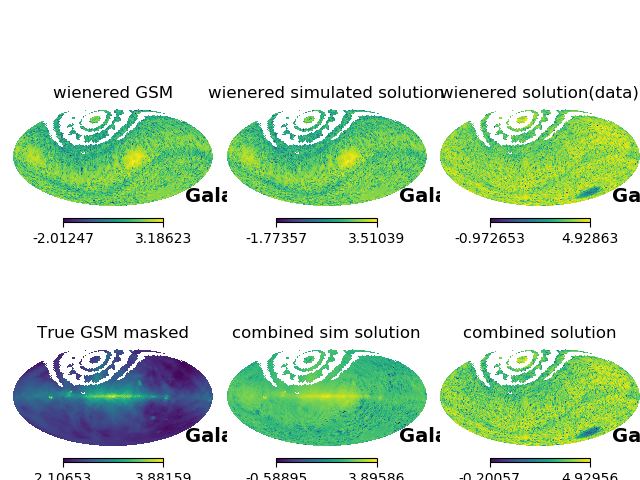 wienered GSM
wienered simulated solution
wienered solution(data)
Gala
Gala
Ga
-2.01247
3.18623
-1.77357
3.51039
-0.972653
4.92863
True GSM masked
combined sim solution
combined solution
Gala
Gala
Ga
2.10653
3.88159
-0.58895
3.89586
-0.20057
4.92956